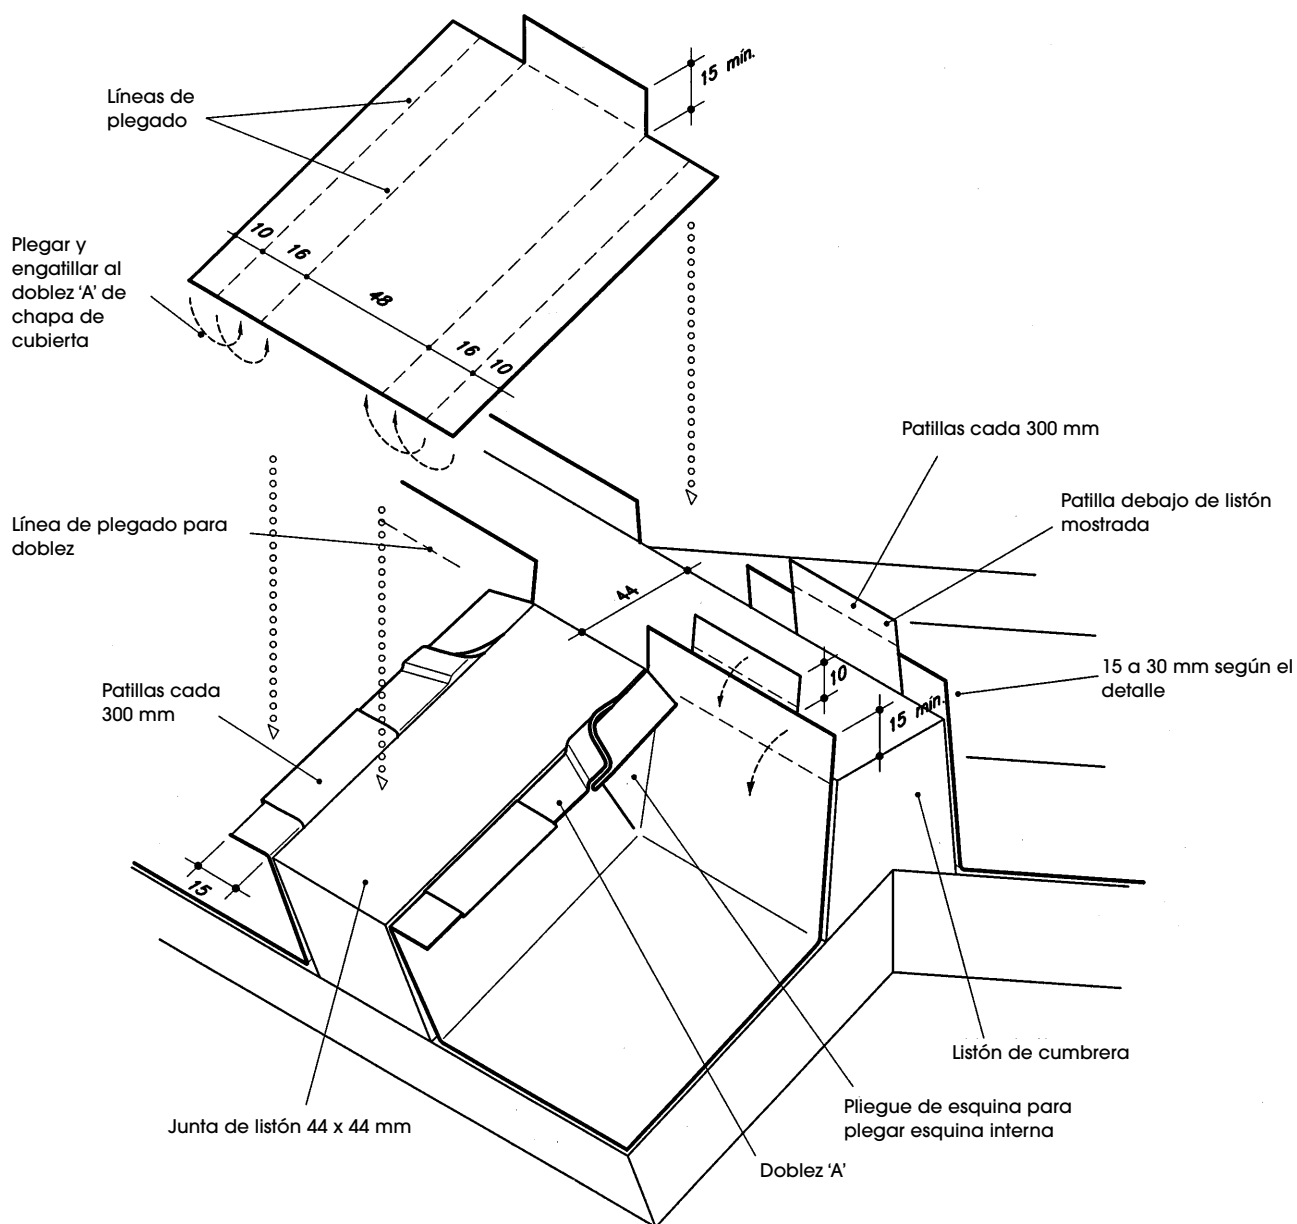 15 mín.
Líneas de
plegado
10
16
48
16
10
Plegar y
engatillar al
doblez ‘A’ de
chapa de
cubierta
Patillas cada 300 mm
Patilla debajo de listón
mostrada
Línea de plegado para
doblez
44
15 a 30 mm según el
detalle
10
15 mín.
Patillas cada
300 mm
15
Listón de cumbrera
Pliegue de esquina para
plegar esquina interna
Junta de listón 44 x 44 mm
Doblez ‘A’